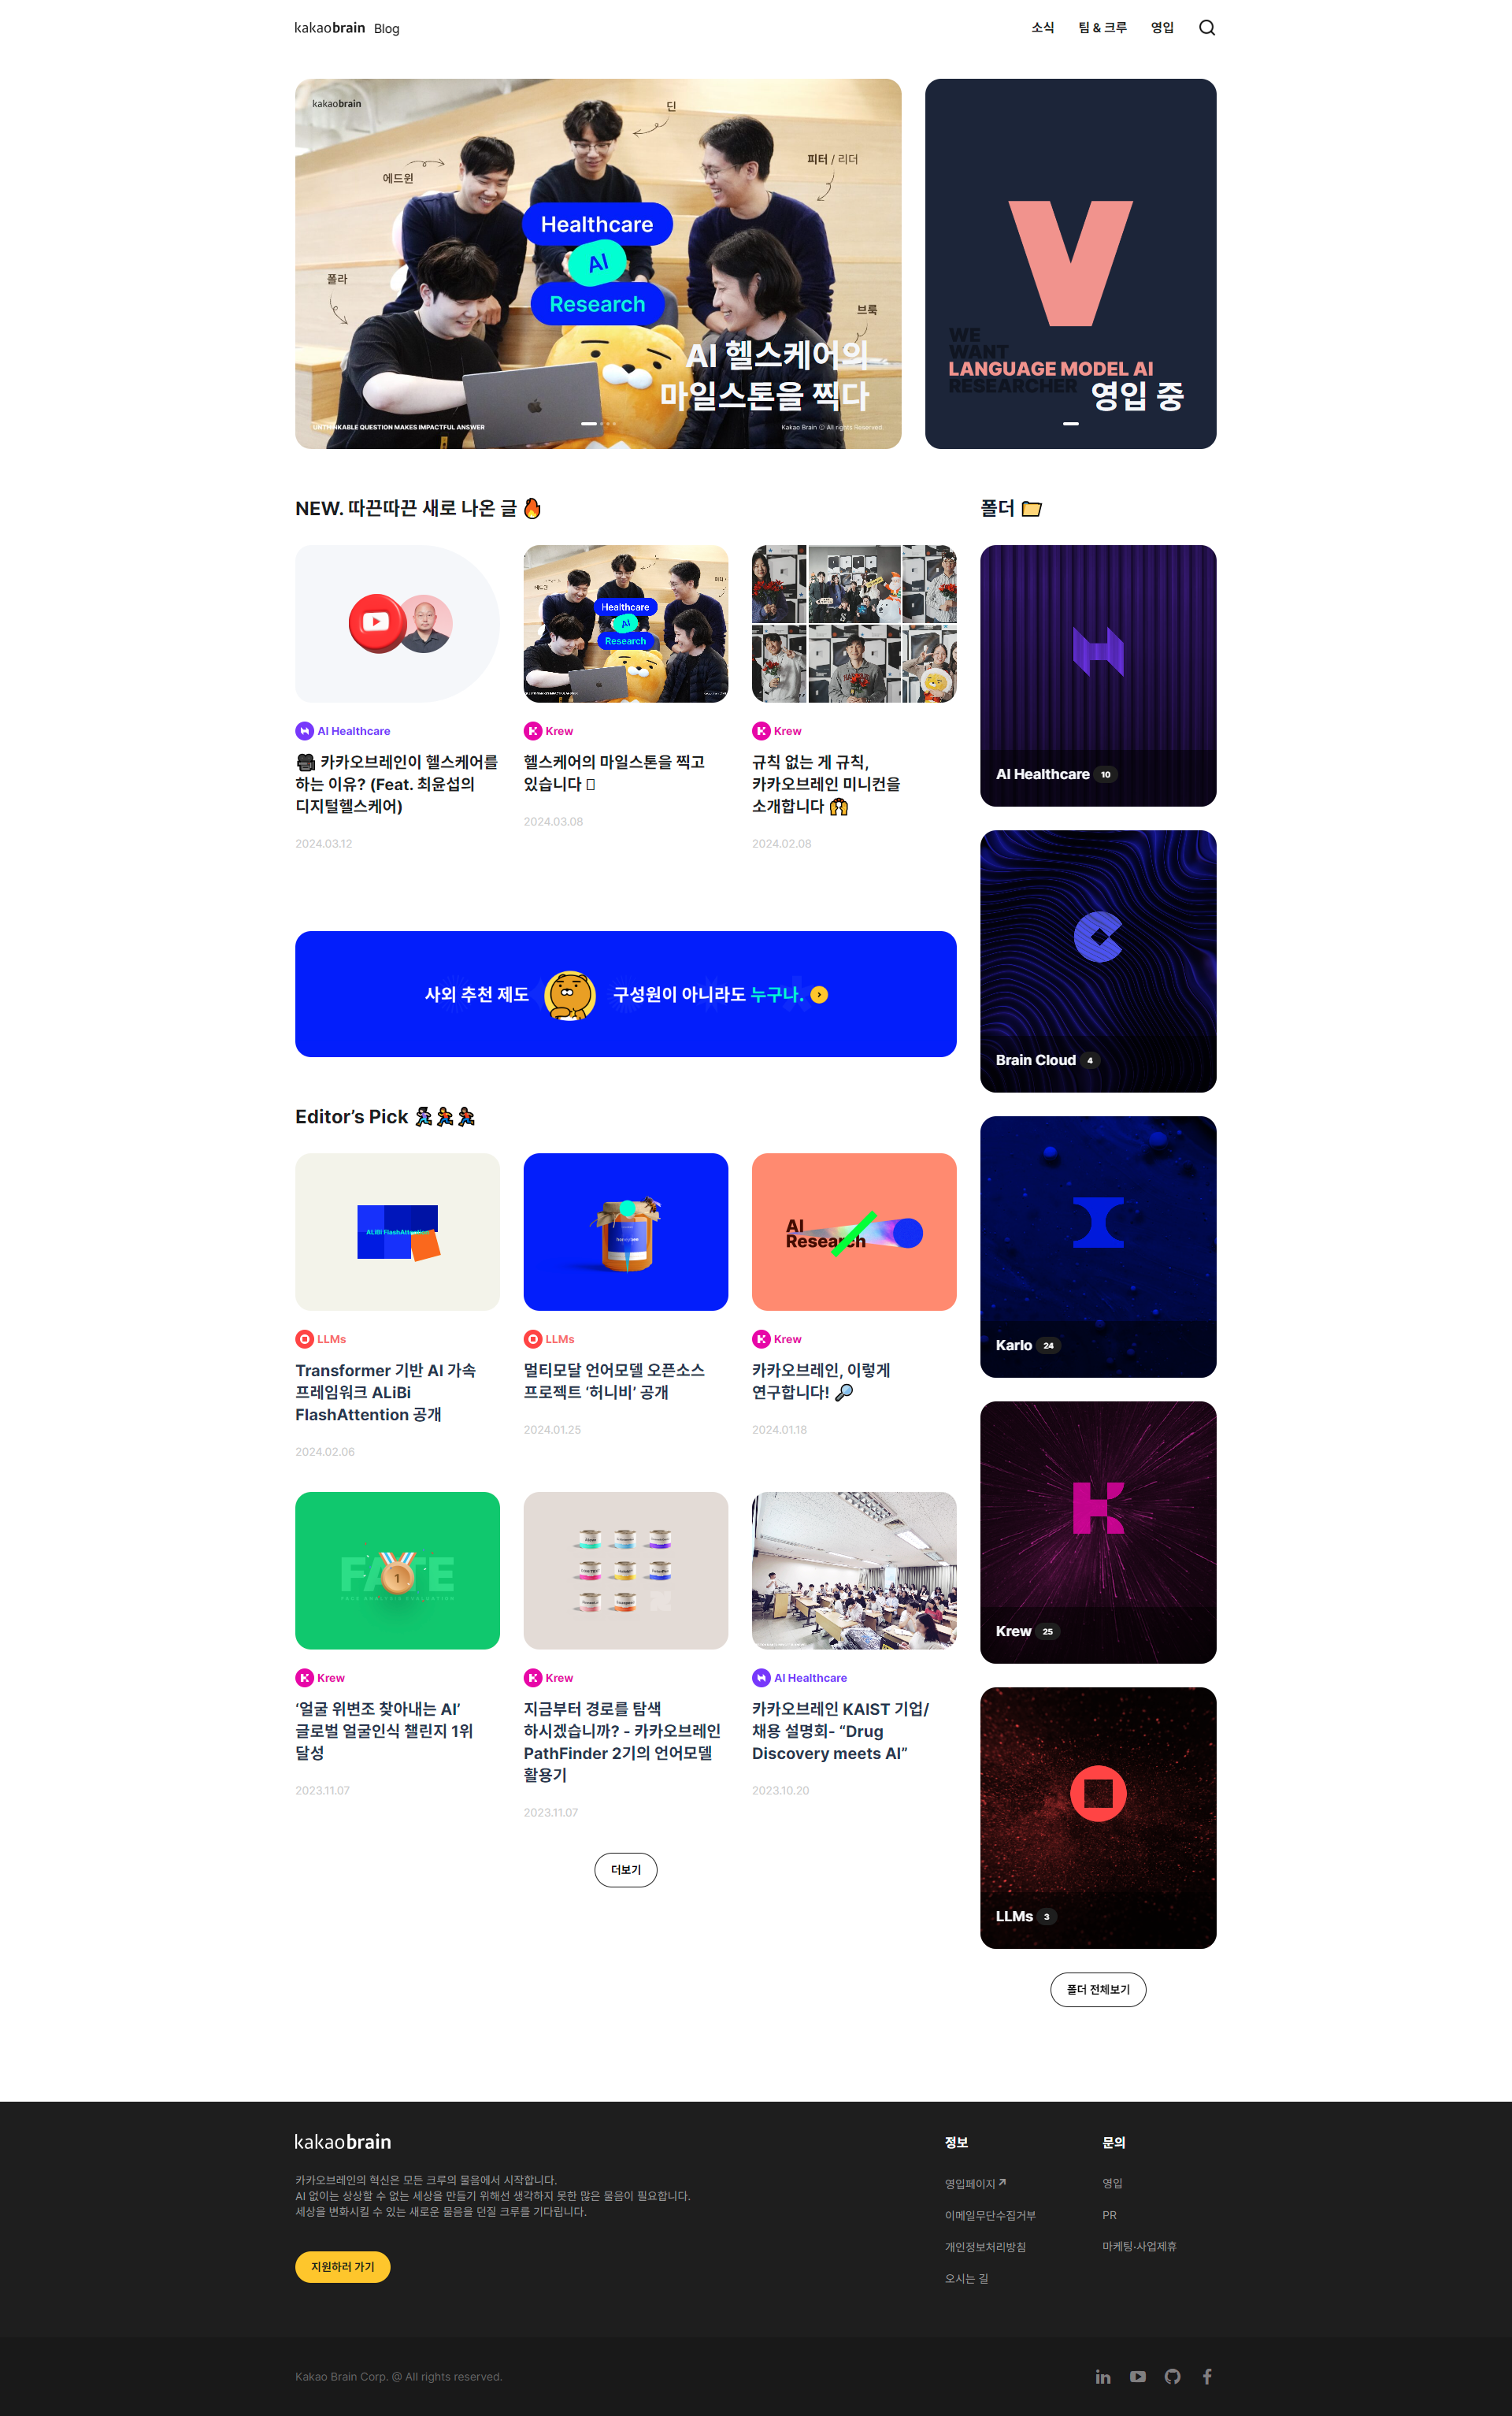 kakaobrain Blog
소식
팀 & 크루
영입
kakaobrain
딘
에드윈
피터 / 리더
폴라
브룩
Healthcare
AI
Research
AI 헬스케어의
마일스톤을 찍다
UNTHINKABLE QUESTION MAKES IMPACTFUL ANSWER
Kakao Brain ⓒ All rights Reserved
V
WE
WANT
LANGUAGE MODEL AI
RESEARCHER
영입 중
NEW. 따끈따끈 새로 나온 글 🔥
Healthcare
AI
Research
AI Healthcare
🎥 카카오브레인이 헬스케어를
하는 이유? (Feat. 최윤섭의
디지털헬스케어)
2024.03.12
Krew
헬스케어의 마일스톤을 찍고
있습니다
2024.03.08
Krew
규칙 없는 게 규칙,
카카오브레인 미니컨을
소개합니다 🙌
2024.02.08
사외 추천 제도
구성원이 아니라도 누구나.
Editor’s Pick 🏃🏃🏃
ALiBi FlashAttention
LLMs
Transformer 기반 AI 가속
프레임워크 ALiBi
FlashAttention 공개
2024.02.06
LLMs
멀티모달 언어모델 오픈소스
프로젝트 ‘허니비’ 공개
2024.01.25
AI
Research
Krew
카카오브레인, 이렇게
연구합니다! 🔎
2024.01.18
FATE
1
Krew
‘얼굴 위변조 찾아내는 AI’
글로벌 얼굴인식 챌린지 1위
달성
2023.11.07
Krew
지금부터 경로를 탐색
하시겠습니까? - 카카오브레인
PathFinder 2기의 언어모델
활용기
2023.11.07
AI Healthcare
카카오브레인 KAIST 기업/
채용 설명회- “Drug
Discovery meets AI”
2023.10.20
더보기
폴더 📁
AI Healthcare 10
Brain Cloud 4
Karlo 24
Krew 25
LLMs 3
폴더 전체보기
kakaobrain
카카오브레인의 혁신은 모든 크루의 물음에서 시작합니다.
AI 없이는 상상할 수 없는 세상을 만들기 위해선 생각하지 못한 많은 물음이 필요합니다.
세상을 변화시킬 수 있는 새로운 물음을 던질 크루를 기다립니다.
지원하러 가기
정보
영입페이지
이메일무단수집거부
개인정보처리방침
오시는 길
문의
영입
PR
마케팅·사업제휴
Kakao Brain Corp. @ All rights reserved.